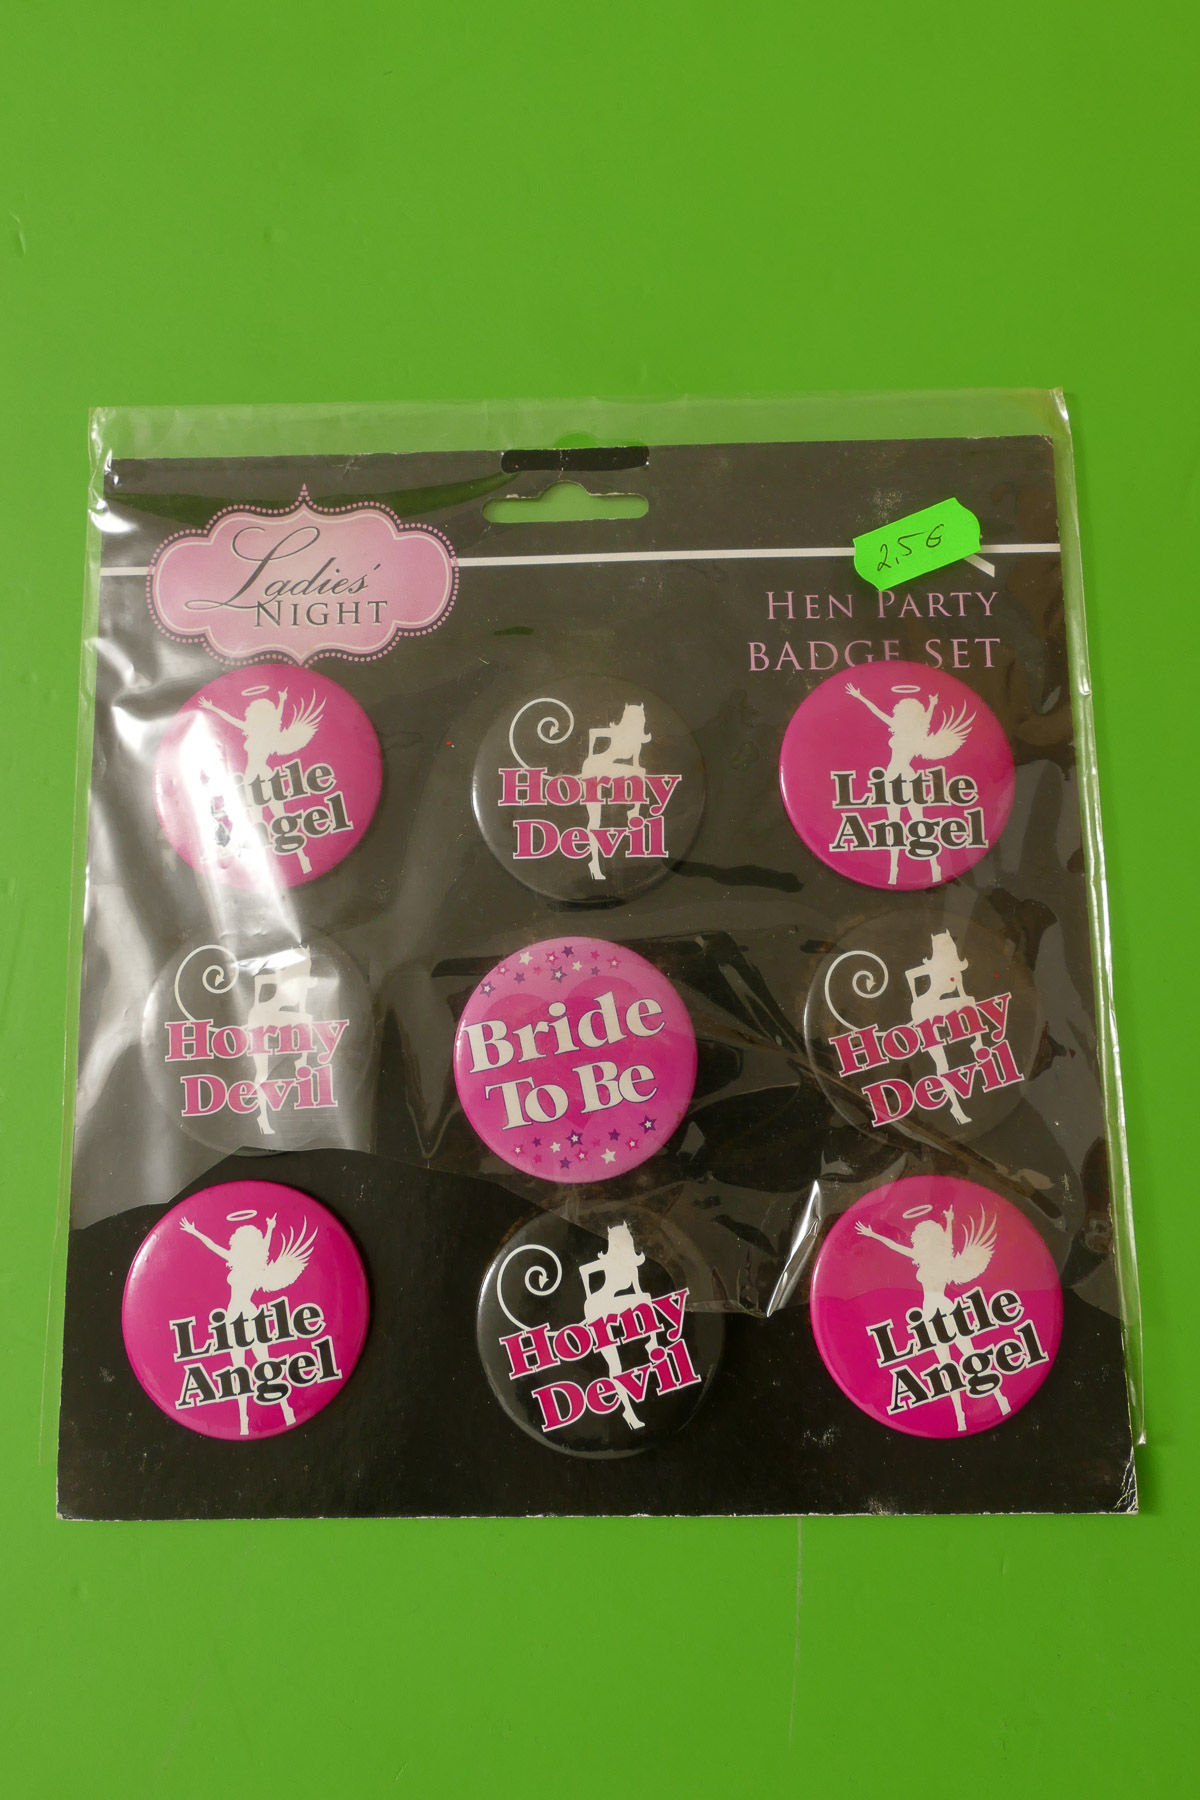 Ladies'
NIGHT
2,5€
HEN PARTY
BADGE SET
Little
Angel
Horny
Devil
Little
Angel
Horny
Devil
Bride
To Be
Horny
Devil
Little
Angel
Horny
Devil
Little
Angel